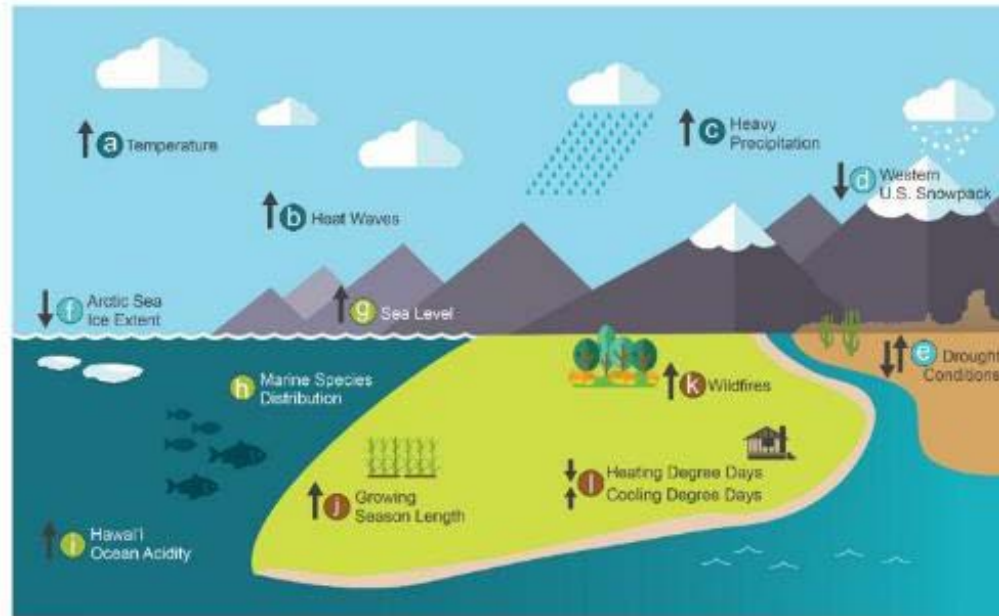 a Temperature
c Heavy
Precipitation
d Western
U.S. Snowpack
b Heat Waves
f Arctic Sea
Ice Extent
g Sea Level
e Drought
Conditions
h Marine Species
Distribution
k Wildfires
j Growing
Season Length
l Heating Degree Days
Cooling Degree Days
i Hawai'i
Ocean Acidity